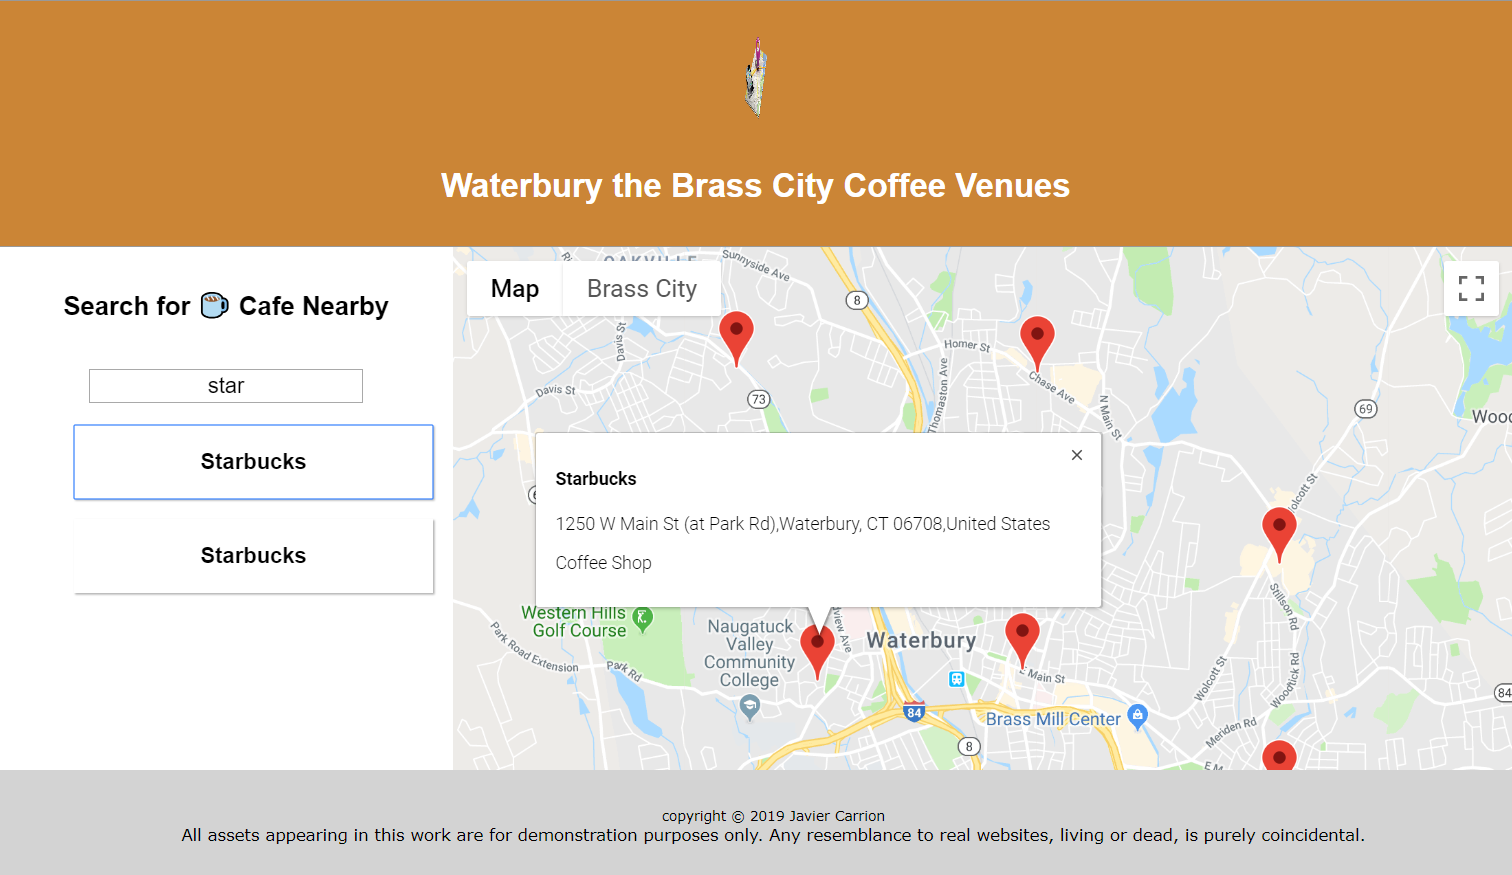 Waterbury the Brass City Coffee Venues
Search for Cafe Nearby
star
Starbucks
Starbucks
Map
Brass City
OAKVILLE
Sunnyside Ave
8
Davis St
Davis St
73
Homer St
Chase Ave
Thomaston Ave
N Main St
69
Wolcott St
Starbucks
1250 W Main St (at Park Rd),Waterbury, CT 06708,United States
Coffee Shop
Western Hills
Golf Course
Park Road Extension
Park Rd
Naugatuck
Valley
Community
College
Waterbury
E Main St
84
Brass Mill Center
8
Stillson Rd
Wolcott St
Woodtick Rd
Meriden Rd
84
copyright © 2019 Javier Carrion
All assets appearing in this work are for demonstration purposes only. Any resemblance to real websites, living or dead, is purely coincidental.